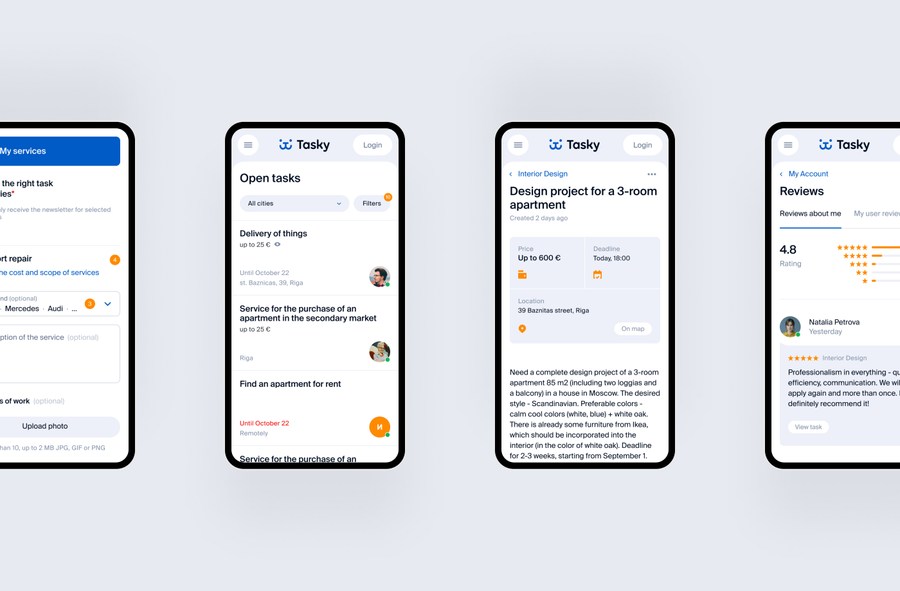 My services
the right task
ies*
ly receive the newsletter for selected
rt repair
4
he cost and scope of services
nd (optional)
Mercedes · Audi · ...
3
ption of the service (optional)
s of work (optional)
Upload photo
hen 10, up to 2 MB JPG, GIF or PNG
Tasky
Login
Open tasks
All cities
Filters
Delivery of things
up to 25 €
Until October 22
st. Baznicas, 39, Riga
Service for the purchase of an
apartment in the secondary market
up to 25 €
Riga
Find an apartment for rent
Until October 22
Remotely
И
Service for the purchase of an
Tasky
Login
Interior Design
Design project for a 3-room
apartment
Created 2 days ago
Price
Up to 600 €
Deadline
Today, 18:00
Location
39 Baznitas street, Riga
On map
Need a complete design project of a 3-room
apartment 85 m2 (including two loggias and
a balcony) in a house in Moscow. The desired
style - Scandinavian. Preferable colors -
calm cool colors (white, blue) + white oak.
There is already some furniture from Ikea,
which should be incorporated into the
interior (in the color of white oak). Deadline
for 2-3 weeks, starting from September 1.
Tasky
My Account
Reviews
Reviews about me
My user review
4.8
Rating
Natalia Petrova
Yesterday
Interior Design
Professionalism in everything - qu
efficiency, communication. We wil
apply again and more than once. I
definitely recommend it!
View task